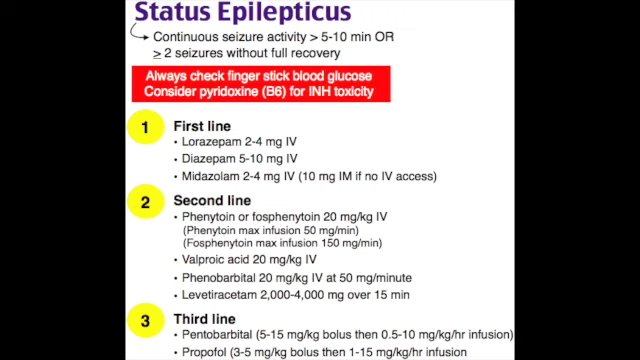 Status Epilepticus
Continuous seizure activity > 5-10 min OR
≥ 2 seizures without full recovery
Always check finger stick blood glucose
Consider pyridoxine (B6) for INH toxicity
1 First line
• Lorazepam 2-4 mg IV
• Diazepam 5-10 mg IV
• Midazolam 2-4 mg IV (10 mg IM if no IV access)
2 Second line
• Phenytoin or fosphenytoin 20 mg/kg IV
(Phenytoin max infusion 50 mg/min)
(Fosphenytoin max infusion 150 mg/min)
• Valproic acid 20 mg/kg IV
• Phenobarbital 20 mg/kg IV at 50 mg/minute
• Levetiracetam 2,000-4,000 mg over 15 min
3 Third line
• Pentobarbital (5-15 mg/kg bolus then 0.5-10 mg/kg/hr infusion)
• Propofol (3-5 mg/kg bolus then 1-15 mg/kg/hr infusion